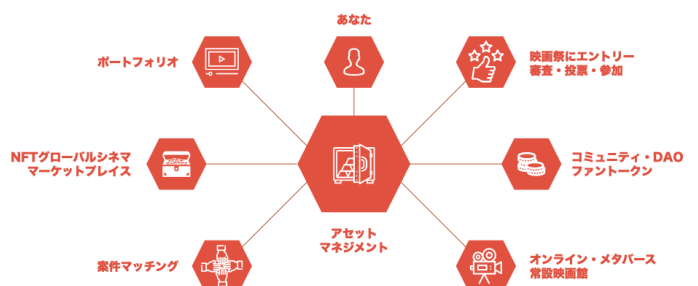 あなた
ポートフォリオ
映画祭にエントリー
審査・投票・参加
NFTグローバルシネマ
マーケットプレイス
コミュニティ・DAO
ファントークン
アセット
マネジメント
案件マッチング
オンライン・メタバース
常設映画館